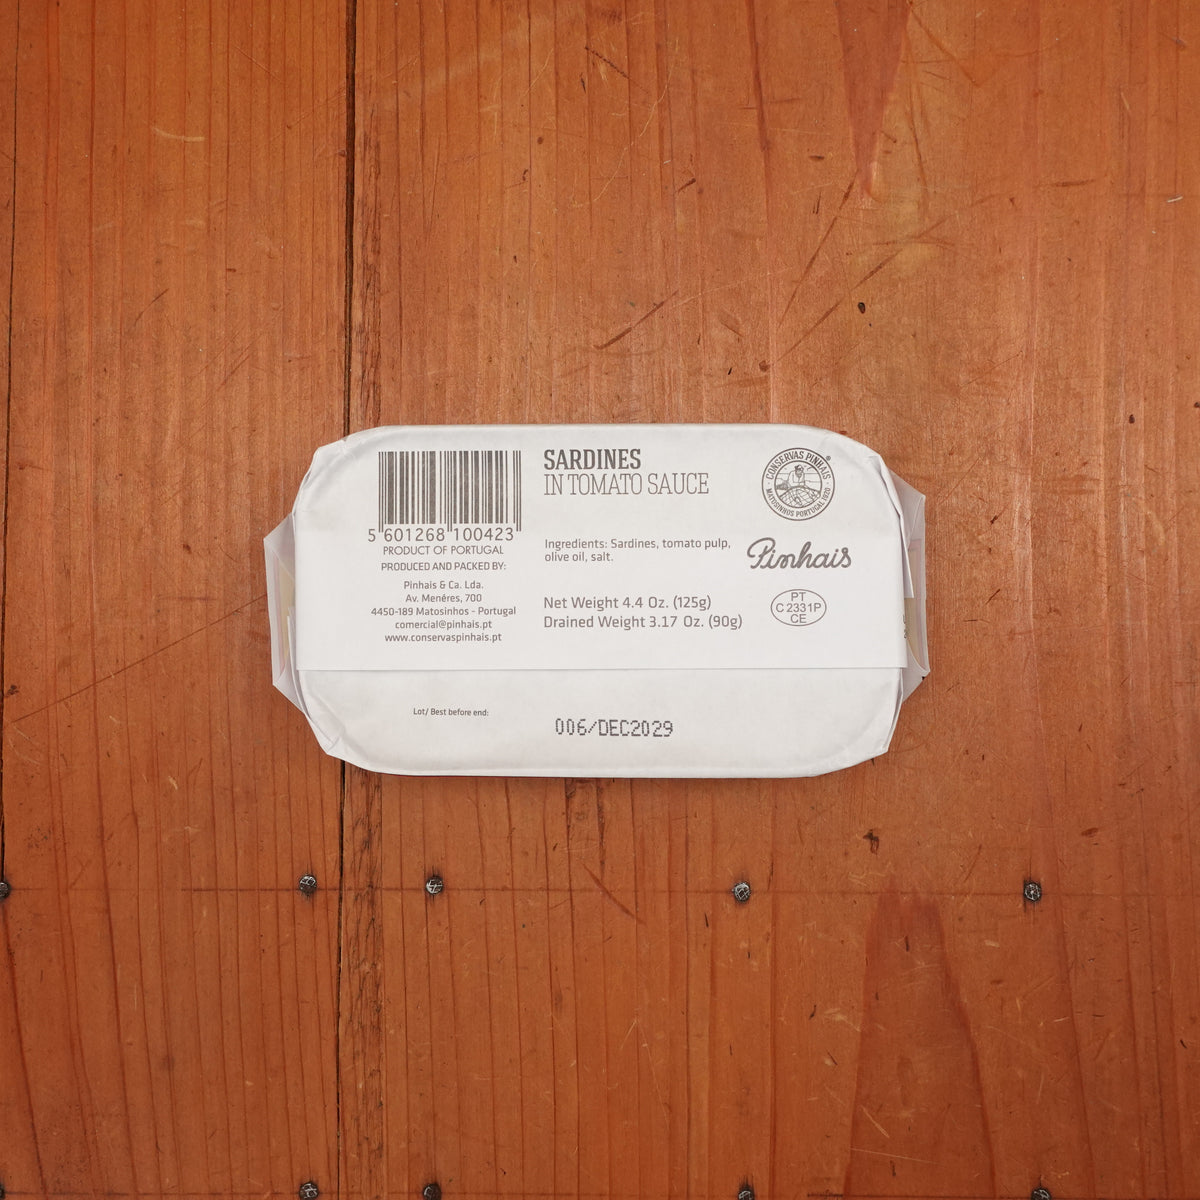 SARDINES
IN TOMATO SAUCE
5 601268 100423
PRODUCT OF PORTUGAL
PRODUCED AND PACKED BY:
Pinhais & Ca. Lda.
Av. Menéres, 700
4450-189 Matosinhos - Portugal
comercial@pinhais.pt
www.conservaspinhais.pt
Ingredients: Sardines, tomato pulp,
olive oil, salt.
Net Weight 4.4 Oz. (125g)
Drained Weight 3.17 Oz. (90g)
CONSERVAS PINHAIS ®
MATOSINHOS PORTUGAL 1920
Pinhais
PT
C 2331P
CE
Lot/ Best before end:
006/DEC2029